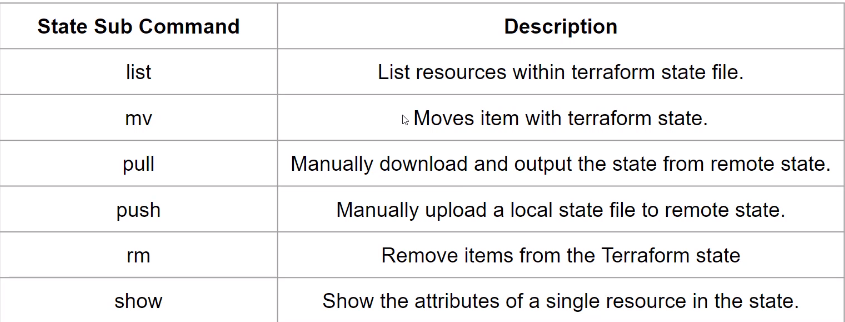 State Sub Command Description
list List resources within terraform state file.
mv Moves item with terraform state.
pull Manually download and output the state from remote state.
push Manually upload a local state file to remote state.
rm Remove items from the Terraform state
show Show the attributes of a single resource in the state.